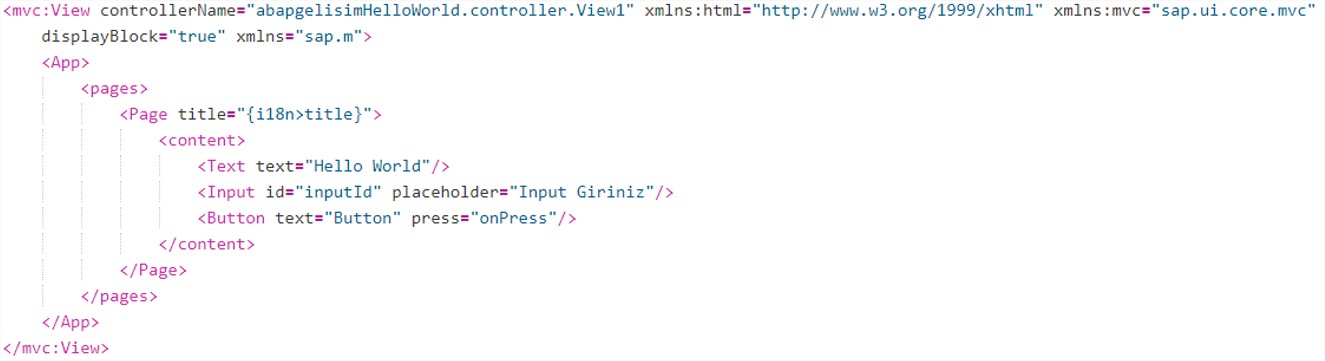 <mvc:View controllerName="abapgelisimHelloWorld.controller.View1" xmlns:html="http://www.w3.org/1999/xhtml" xmlns:mvc="sap.ui.core.mvc"
    displayBlock="true" xmlns="sap.m">
    <App>
        <pages>
            <Page title="{i18n>title}">
                <content>
                    <Text text="Hello World"/>
                    <Input id="inputId" placeholder="Input Giriniz"/>
                    <Button text="Button" press="onPress"/>
                </content>
            </Page>
        </pages>
    </App>
</mvc:View>